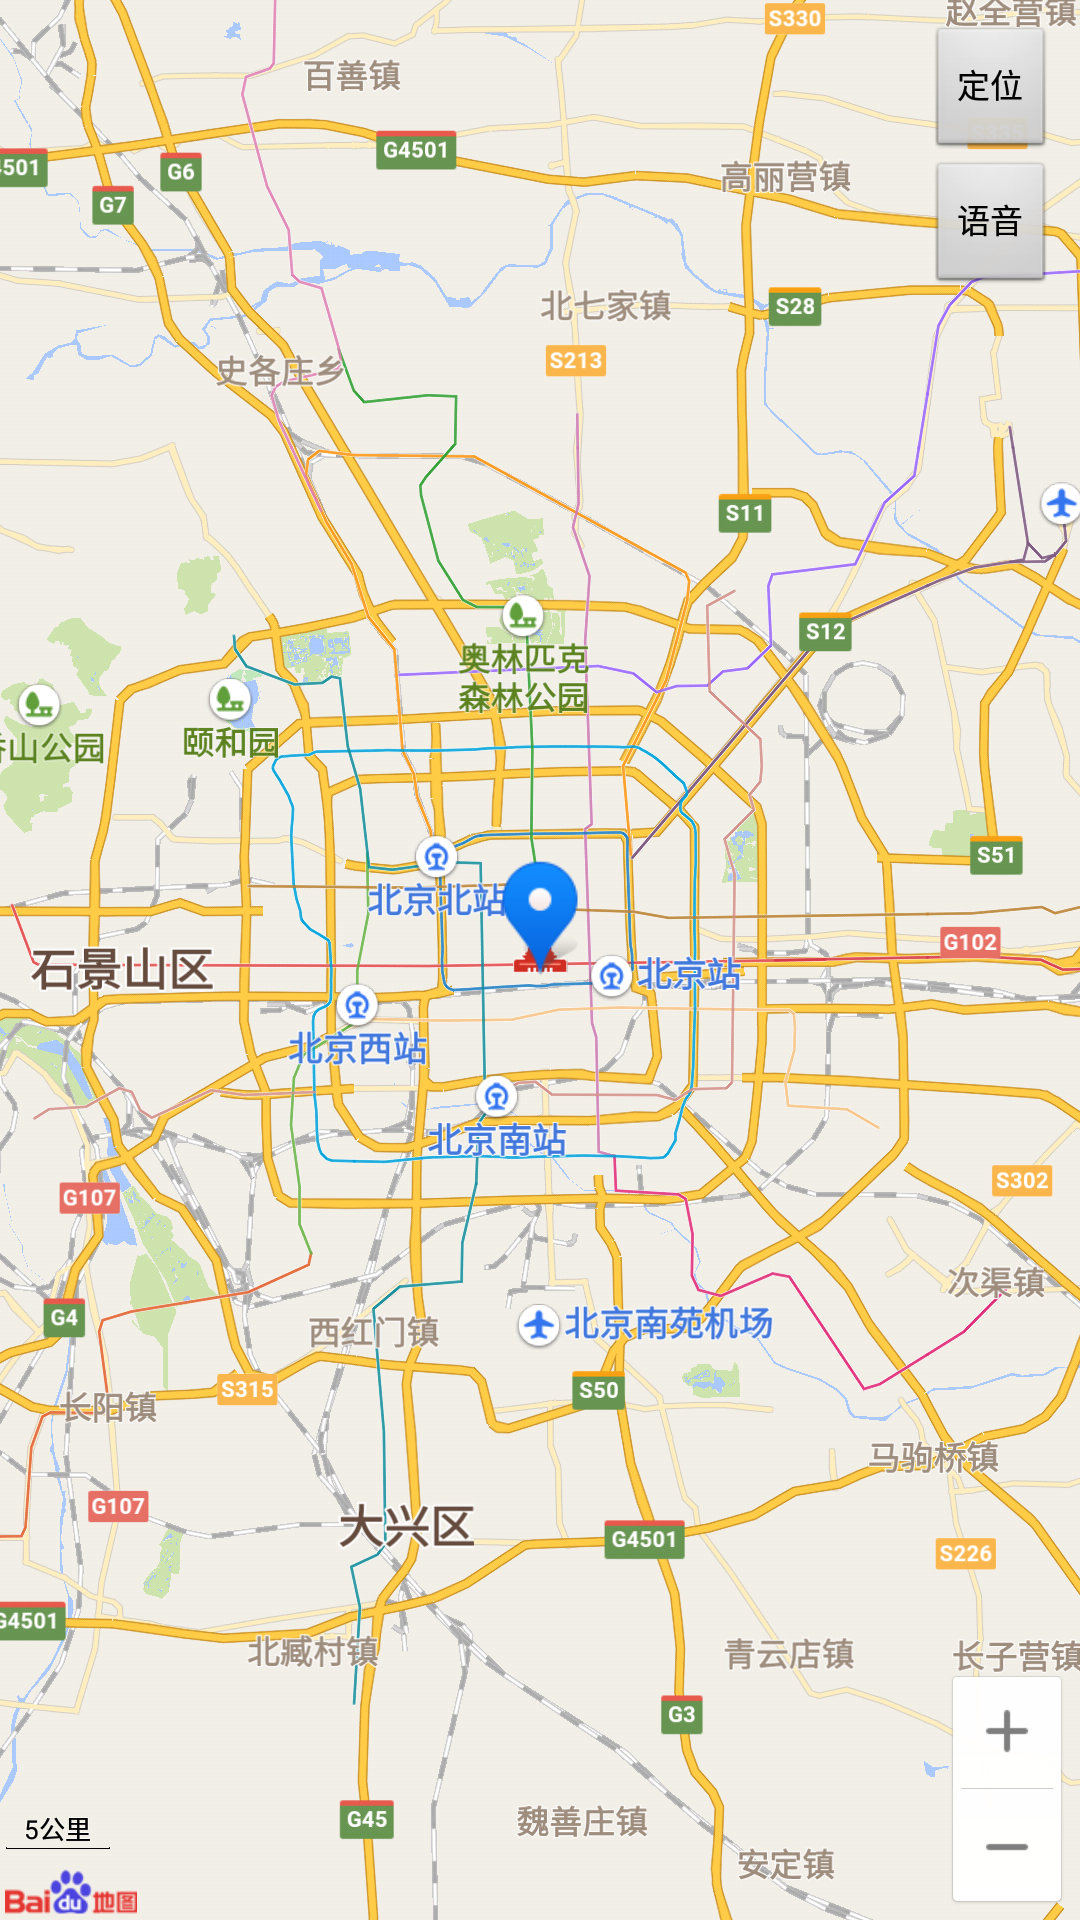 S330
赵全营镇
百善镇
定位
G4501
4501
G6
高丽营镇
G7
语音
北七家镇
S28
S213
史各庄乡
S11
S12
奥林匹克
森林公园
颐和园
香山公园
S51
北京北站
G102
石景山区
北京站
北京西站
北京南站
G107
S302
次渠镇
G4
北京南苑机场
西红门镇
S315
S50
长阳镇
马驹桥镇
G107
大兴区
G4501
S226
G4501
北臧村镇
青云店镇
长子营镇
G3
+
G45
魏善庄镇
5公里
−
安定镇
Bai du 地图